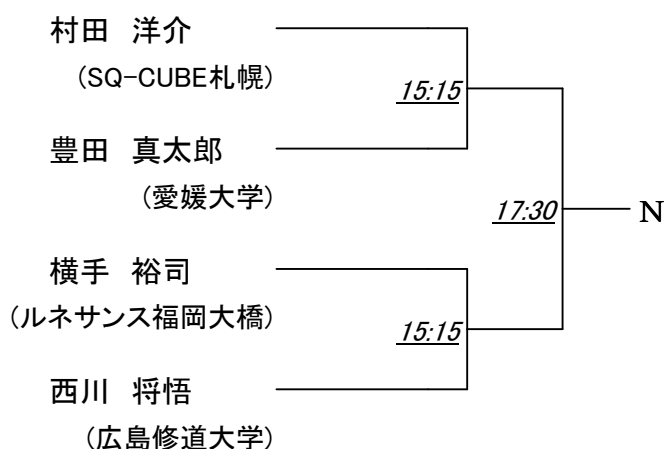 村田 洋介
(SQ-CUBE札幌)
15:15
豊田 真太郎
(愛媛大学)
17:30
N
横手 裕司
(ルネサンス福岡大橋)
15:15
西川 将悟
(広島修道大学)